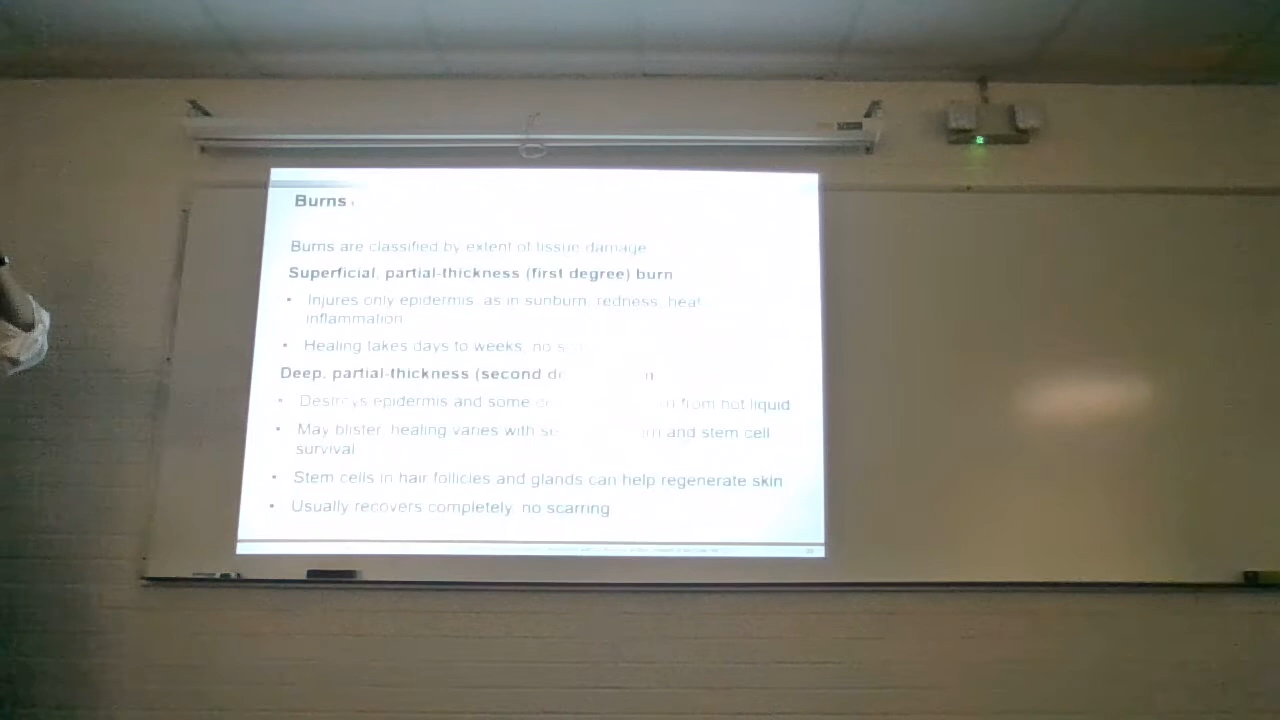 Burns
Burns are classified by extent of tissue damage
Superficial, partial-thickness (first degree) burn
• Injures only epidermis, as in sunburn, redness, heat
inflammation
• Healing takes days to weeks, no
Deep, partial-thickness (second
• Destroys epidermis and some from hot liquid
• May blister, healing varies with and stem cell
survival
• Stem cells in hair follicles and glands can help regenerate skin
• Usually recovers completely, no scarring